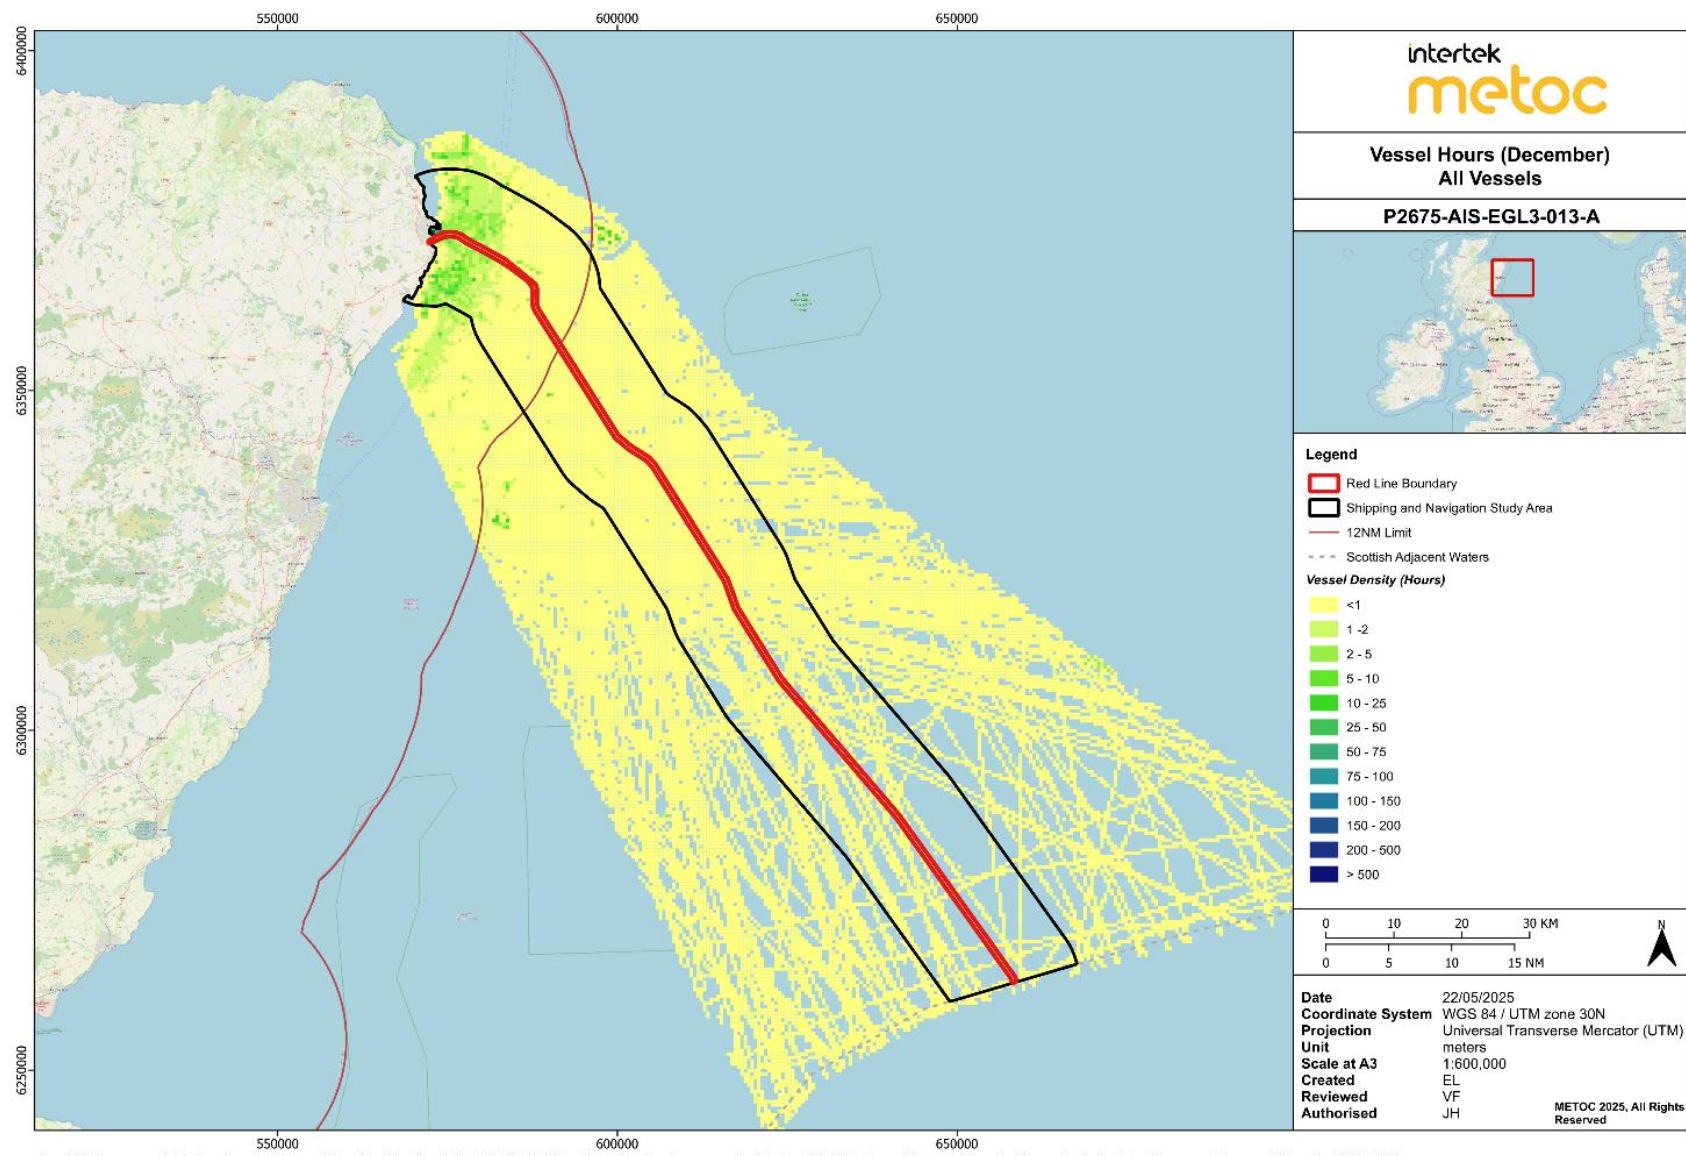 550000
600000
650000
6400000
6350000
6300000
6250000
550000
600000
650000
intertek
metoc
Vessel Hours (December)
All Vessels
P2675-AIS-EGL3-013-A
Legend
Red Line Boundary
Shipping and Navigation Study Area
12NM Limit
Scottish Adjacent Waters
Vessel Density (Hours)
<1
1 -2
2 - 5
5 - 10
10 - 25
25 - 50
50 - 75
75 - 100
100 - 150
150 - 200
200 - 500
> 500
0 10 20 30 KM
0 5 10 15 NM
N
Date 22/05/2025
Coordinate System WGS 84 / UTM zone 30N
Projection Universal Transverse Mercator (UTM)
Unit meters
Scale at A3 1:600,000
Created EL
Reviewed VF
Authorised JH
METOC 2025, All Rights
Reserved